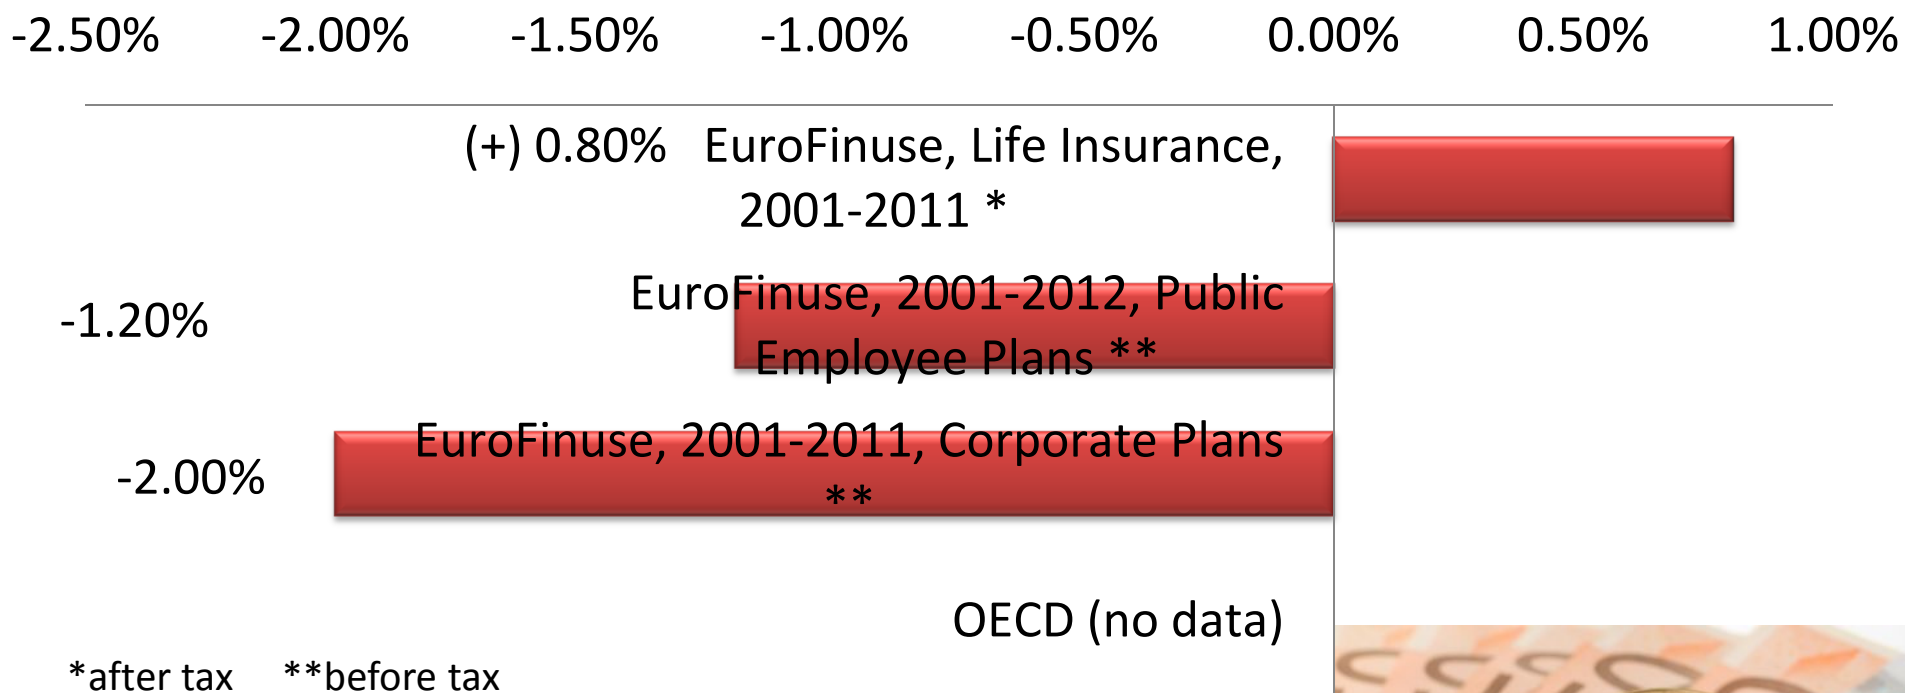 -2.50% -2.00% -1.50% -1.00% -0.50% 0.00% 0.50% 1.00%
(+) 0.80% EuroFinuse, Life Insurance,
2001-2011 *
EuroFinuse, 2001-2012, Public
-1.20%
Employee Plans **
EuroFinuse, 2001-2011, Corporate Plans
-2.00%
**
OECD (no data)
*after tax **before tax